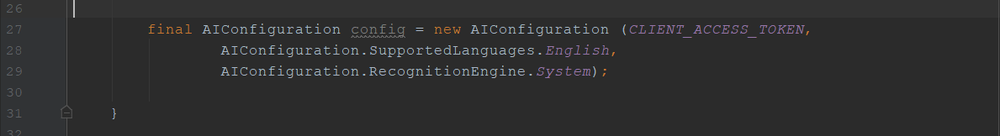 26
27 final AIConfiguration config = new AIConfiguration (CLIENT_ACCESS_TOKEN,
28 AIConfiguration.SupportedLanguages.English,
29 AIConfiguration.RecognitionEngine.System);
30
31 }
32